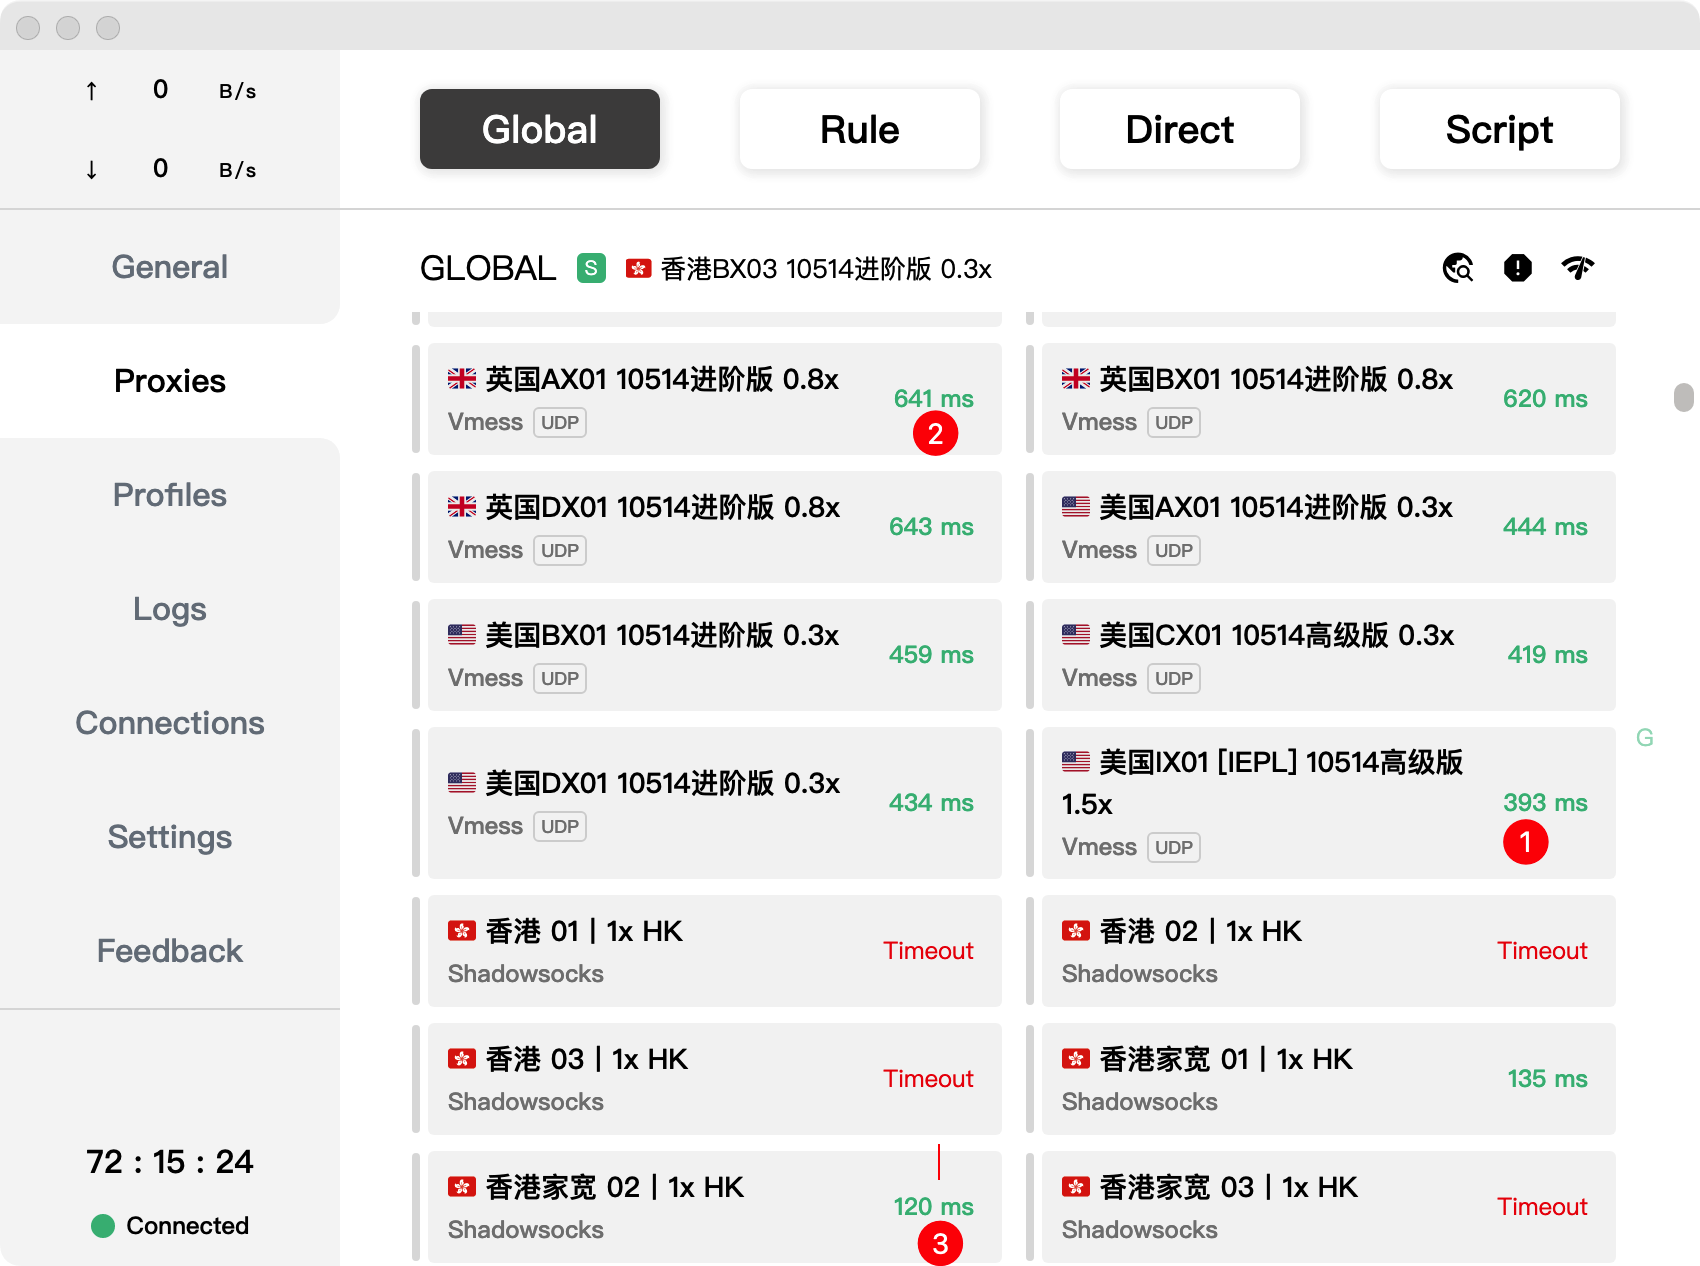 ↑ 0 B/s
↓ 0 B/s
General
Proxies
Profiles
Logs
Connections
Settings
Feedback
72 : 15 : 24
Connected
Global Rule Direct Script
GLOBAL S 香港BX03 10514进阶版 0.3x
英国AX01 10514进阶版 0.8x
Vmess UDP
641 ms
2
英国BX01 10514进阶版 0.8x
Vmess UDP
620 ms
英国DX01 10514进阶版 0.8x
Vmess UDP
643 ms
美国AX01 10514进阶版 0.3x
Vmess UDP
444 ms
美国BX01 10514进阶版 0.3x
Vmess UDP
459 ms
美国CX01 10514高级版 0.3x
Vmess UDP
419 ms
美国DX01 10514进阶版 0.3x
Vmess UDP
434 ms
美国IX01 [IEPL] 10514高级版
1.5x
Vmess UDP
393 ms
1
G
香港 01 | 1x HK
Shadowsocks
Timeout
香港 02 | 1x HK
Shadowsocks
Timeout
香港 03 | 1x HK
Shadowsocks
Timeout
香港家宽 01 | 1x HK
Shadowsocks
135 ms
香港家宽 02 | 1x HK
Shadowsocks
120 ms
3
香港家宽 03 | 1x HK
Shadowsocks
Timeout